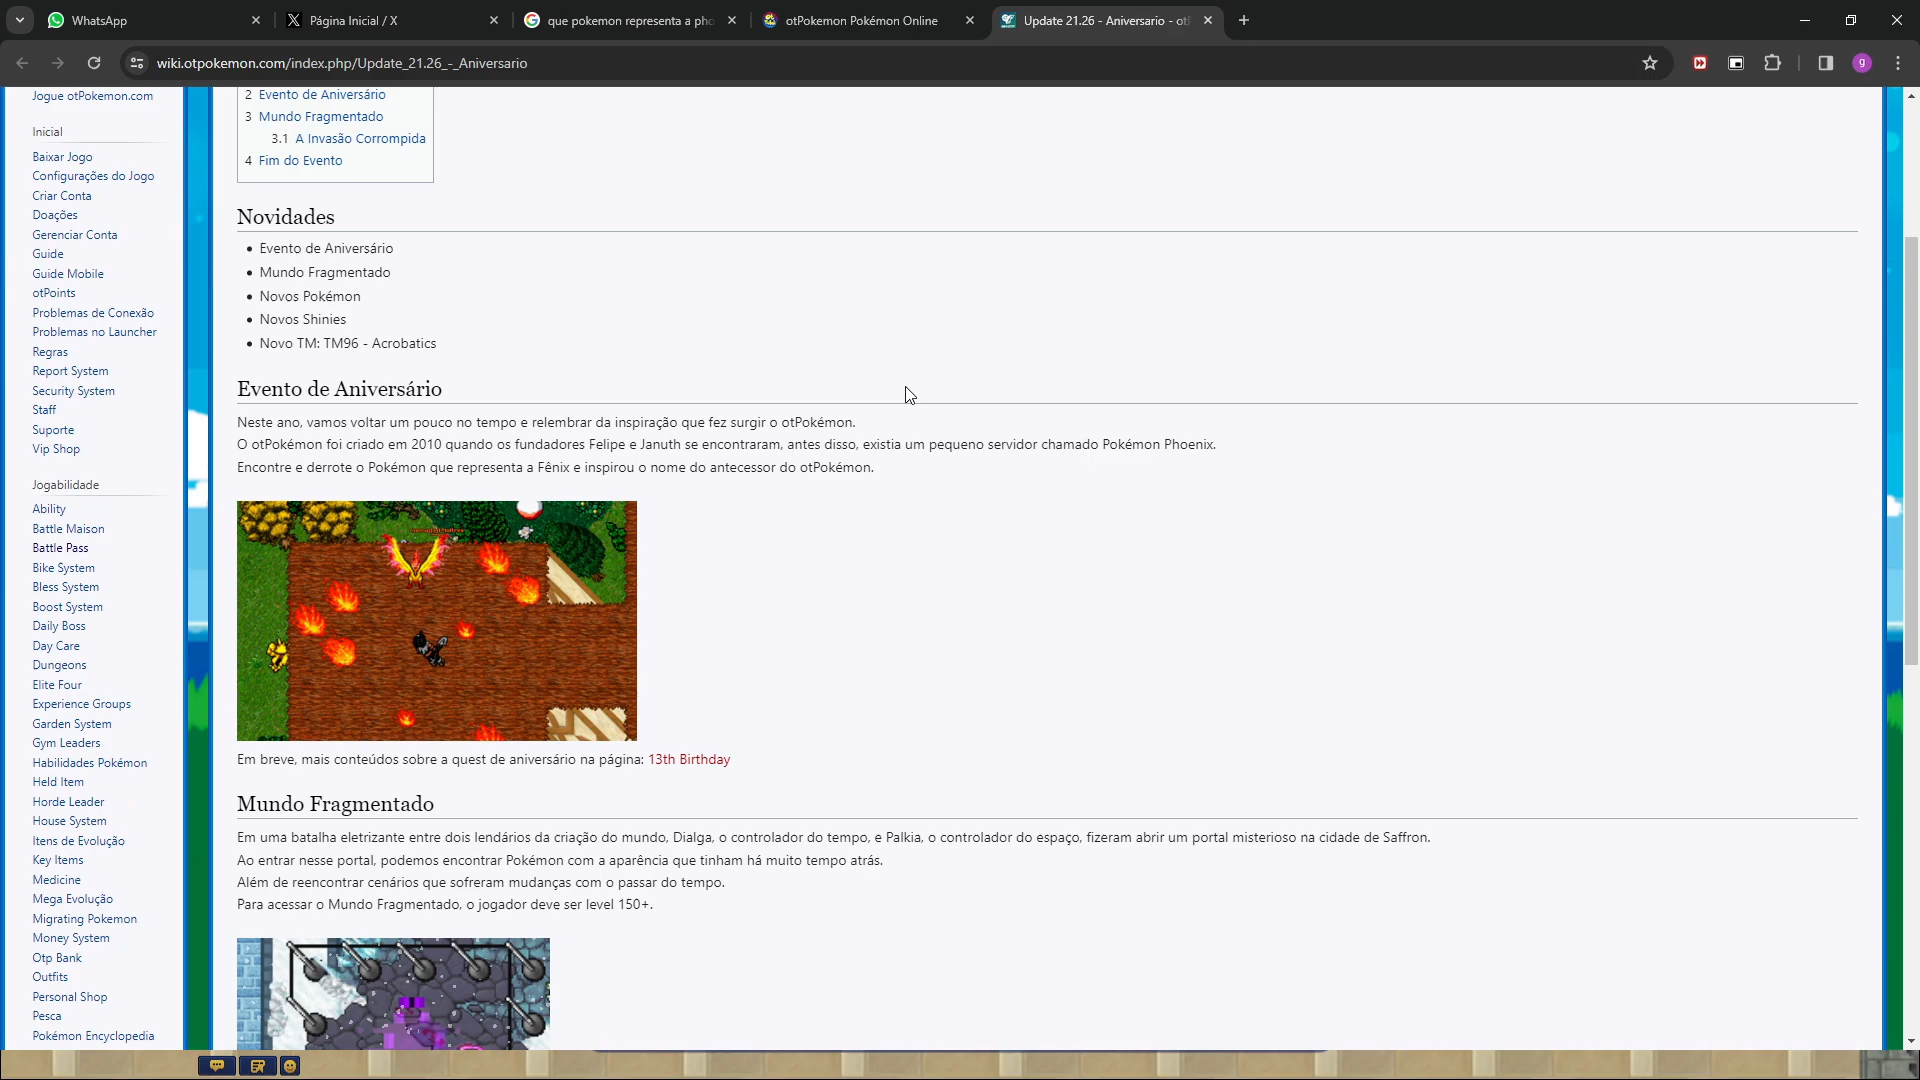 WhatsApp
Página Inicial / X
que pokemon representa a pho
otPokemon Pokémon Online
Update 21.26 - Aniversario - ot
wiki.otpokemon.com/index.php/Update_21.26_-_Aniversario
g
Jogue otPokemon.com
Inicial
Baixar Jogo
Configurações do Jogo
Criar Conta
Doações
Gerenciar Conta
Guide
Guide Mobile
otPoints
Problemas de Conexão
Problemas no Launcher
Regras
Report System
Security System
Staff
Suporte
Vip Shop
Jogabilidade
Ability
Battle Maison
Battle Pass
Bike System
Bless System
Boost System
Daily Boss
Day Care
Dungeons
Elite Four
Experience Groups
Garden System
Gym Leaders
Habilidades Pokémon
Held Item
Horde Leader
House System
Itens de Evolução
Key Items
Medicine
Mega Evolução
Migrating Pokemon
Money System
Otp Bank
Outfits
Personal Shop
Pesca
Pokémon Encyclopedia
2 Evento de Aniversário
3 Mundo Fragmentado
3.1 A Invasão Corrompida
4 Fim do Evento
Novidades
Evento de Aniversário
Mundo Fragmentado
Novos Pokémon
Novos Shinies
Novo TM: TM96 - Acrobatics
Evento de Aniversário
Neste ano, vamos voltar um pouco no tempo e relembrar da inspiração que fez surgir o otPokémon.
O otPokémon foi criado em 2010 quando os fundadores Felipe e Januth se encontraram, antes disso, existia um pequeno servidor chamado Pokémon Phoenix.
Encontre e derrote o Pokémon que representa a Fênix e inspirou o nome do antecessor do otPokémon.
Em breve, mais conteúdos sobre a quest de aniversário na página: 13th Birthday
Mundo Fragmentado
Em uma batalha eletrizante entre dois lendários da criação do mundo, Dialga, o controlador do tempo, e Palkia, o controlador do espaço, fizeram abrir um portal misterioso na cidade de Saffron.
Ao entrar nesse portal, podemos encontrar Pokémon com a aparência que tinham há muito tempo atrás.
Além de reencontrar cenários que sofreram mudanças com o passar do tempo.
Para acessar o Mundo Fragmentado, o jogador deve ser level 150+.